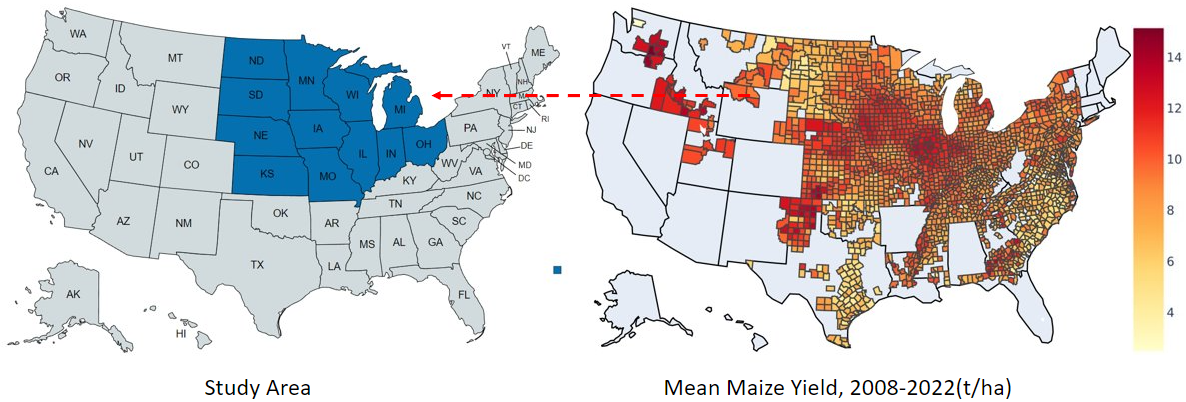 WA
MT
ND
MN
VT
ME
OR
ID
SD
WI
MI
NY
NH
MA
CT
RI
WY
NE
IA
PA
NJ
NV
UT
CO
IL
IN
OH
DE
MD
DC
CA
KS
MO
WV
VA
KY
NC
TN
AZ
NM
OK
AR
SC
MS
AL
GA
TX
LA
FL
AK
HI
14
12
10
8
6
4
Study Area
Mean Maize Yield, 2008-2022(t/ha)